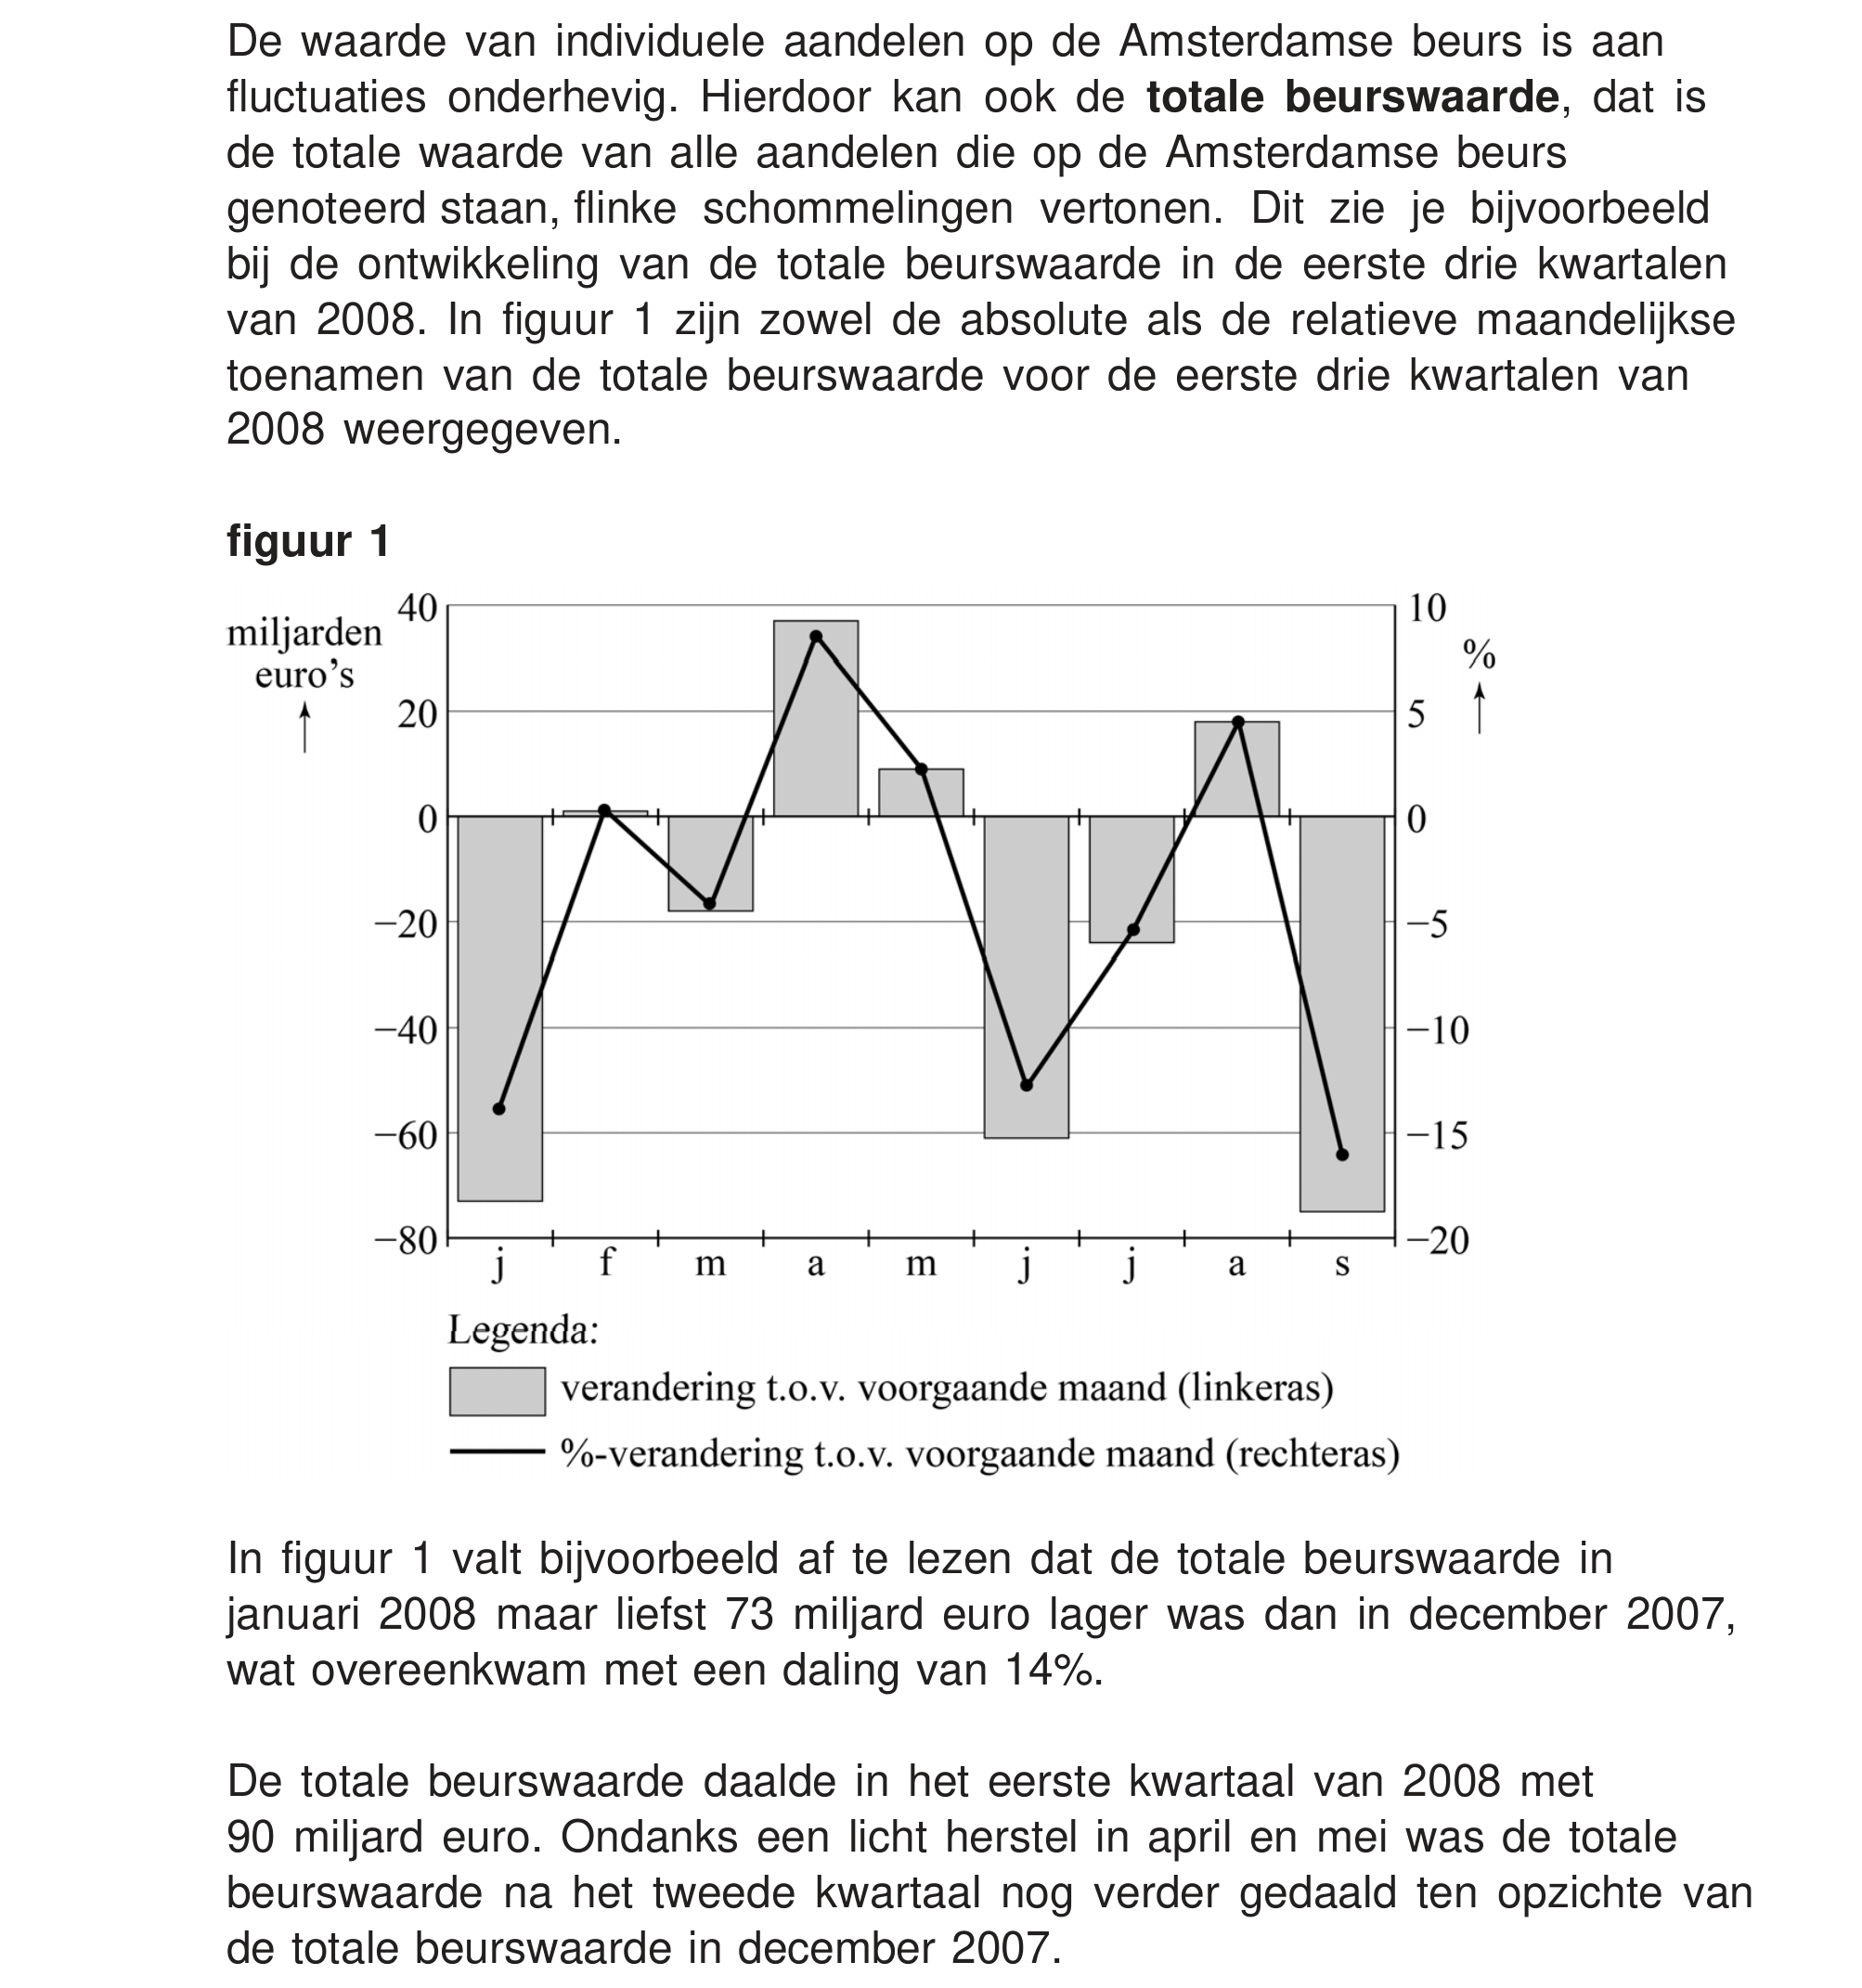 De waarde van individuele aandelen op de Amsterdamse beurs is aan
fluctuaties onderhevig. Hierdoor kan ook de totale beurswaarde, dat is
de totale waarde van alle aandelen die op de Amsterdamse beurs
genoteerd staan, flinke schommelingen vertonen. Dit zie je bijvoorbeeld
bij de ontwikkeling van de totale beurswaarde in de eerste drie kwartalen
van 2008. In figuur 1 zijn zowel de absolute als de relatieve maandelijkse
toenamen van de totale beurswaarde voor de eerste drie kwartalen van
2008 weergegeven.
figuur 1
miljarden
euro's
40
20
0
−20
−40
−60
−80
10
%
5
0
−5
−10
−15
−20
j f m a m j j a s
Legenda:
verandering t.o.v. voorgaande maand (linkeras)
%-verandering t.o.v. voorgaande maand (rechteras)
In figuur 1 valt bijvoorbeeld af te lezen dat de totale beurswaarde in
januari 2008 maar liefst 73 miljard euro lager was dan in december 2007,
wat overeenkwam met een daling van 14%.
De totale beurswaarde daalde in het eerste kwartaal van 2008 met
90 miljard euro. Ondanks een licht herstel in april en mei was de totale
beurswaarde na het tweede kwartaal nog verder gedaald ten opzichte van
de totale beurswaarde in december 2007.